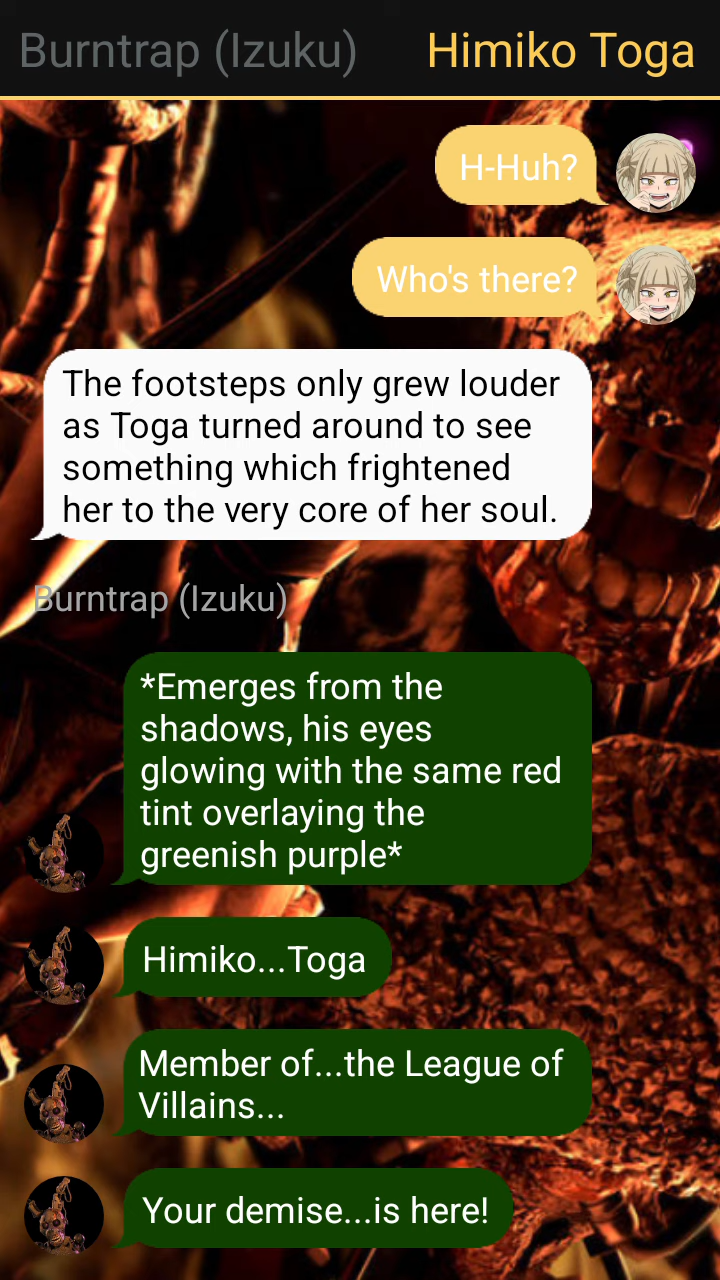 Burntrap (Izuku) Himiko Toga
H-Huh?
Who's there?
The footsteps only grew louder
as Toga turned around to see
something which frightened
her to the very core of her soul.
Burntrap (Izuku)
*Emerges from the
shadows, his eyes
glowing with the same red
tint overlaying the
greenish purple*
Himiko...Toga
Member of...the League of
Villains...
Your demise...is here!